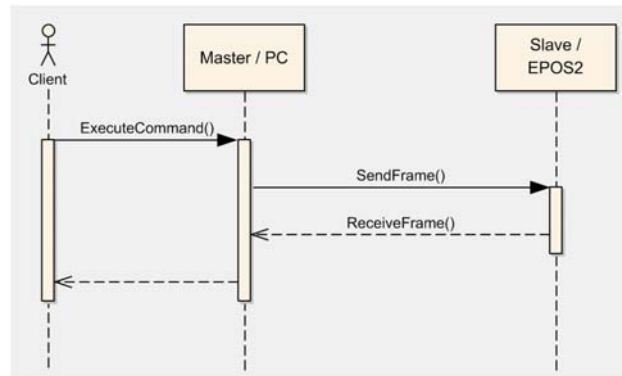 Client
Master / PC
Slave /
EPOS2
ExecuteCommand()
SendFrame()
ReceiveFrame()